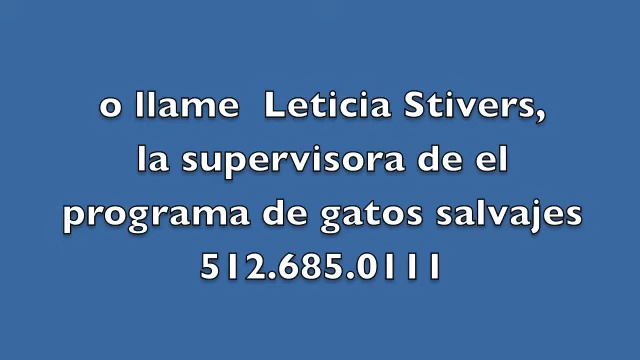 o llame  Leticia Stivers,
la supervisora de el
programa de gatos salvajes
512.685.0111